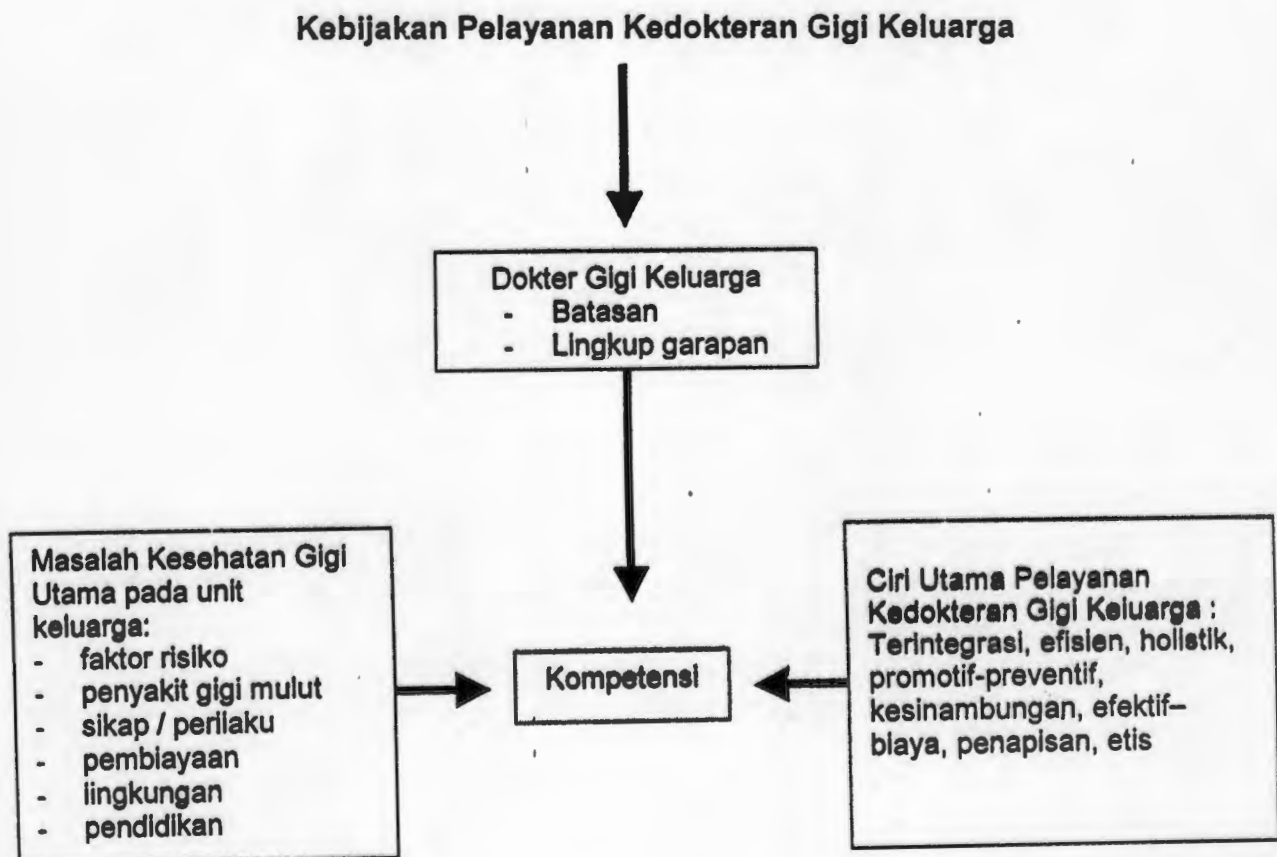 Kebijakan Pelayanan Kedokteran Gigi Keluarga
Dokter Gigi Keluarga
- Batasan
- Lingkup garapan
Masalah Kesehatan Gigi
Utama pada unit
keluarga:
- faktor risiko
- penyakit gigi mulut
- sikap / perilaku
- pembiayaan
- lingkungan
- pendidikan
Kompetensi
Ciri Utama Pelayanan
Kedokteran Gigi Keluarga :
Terintegrasi, efisien, holistik,
promotif-preventif,
kesinambungan, efektif–
biaya, penapisan, etis